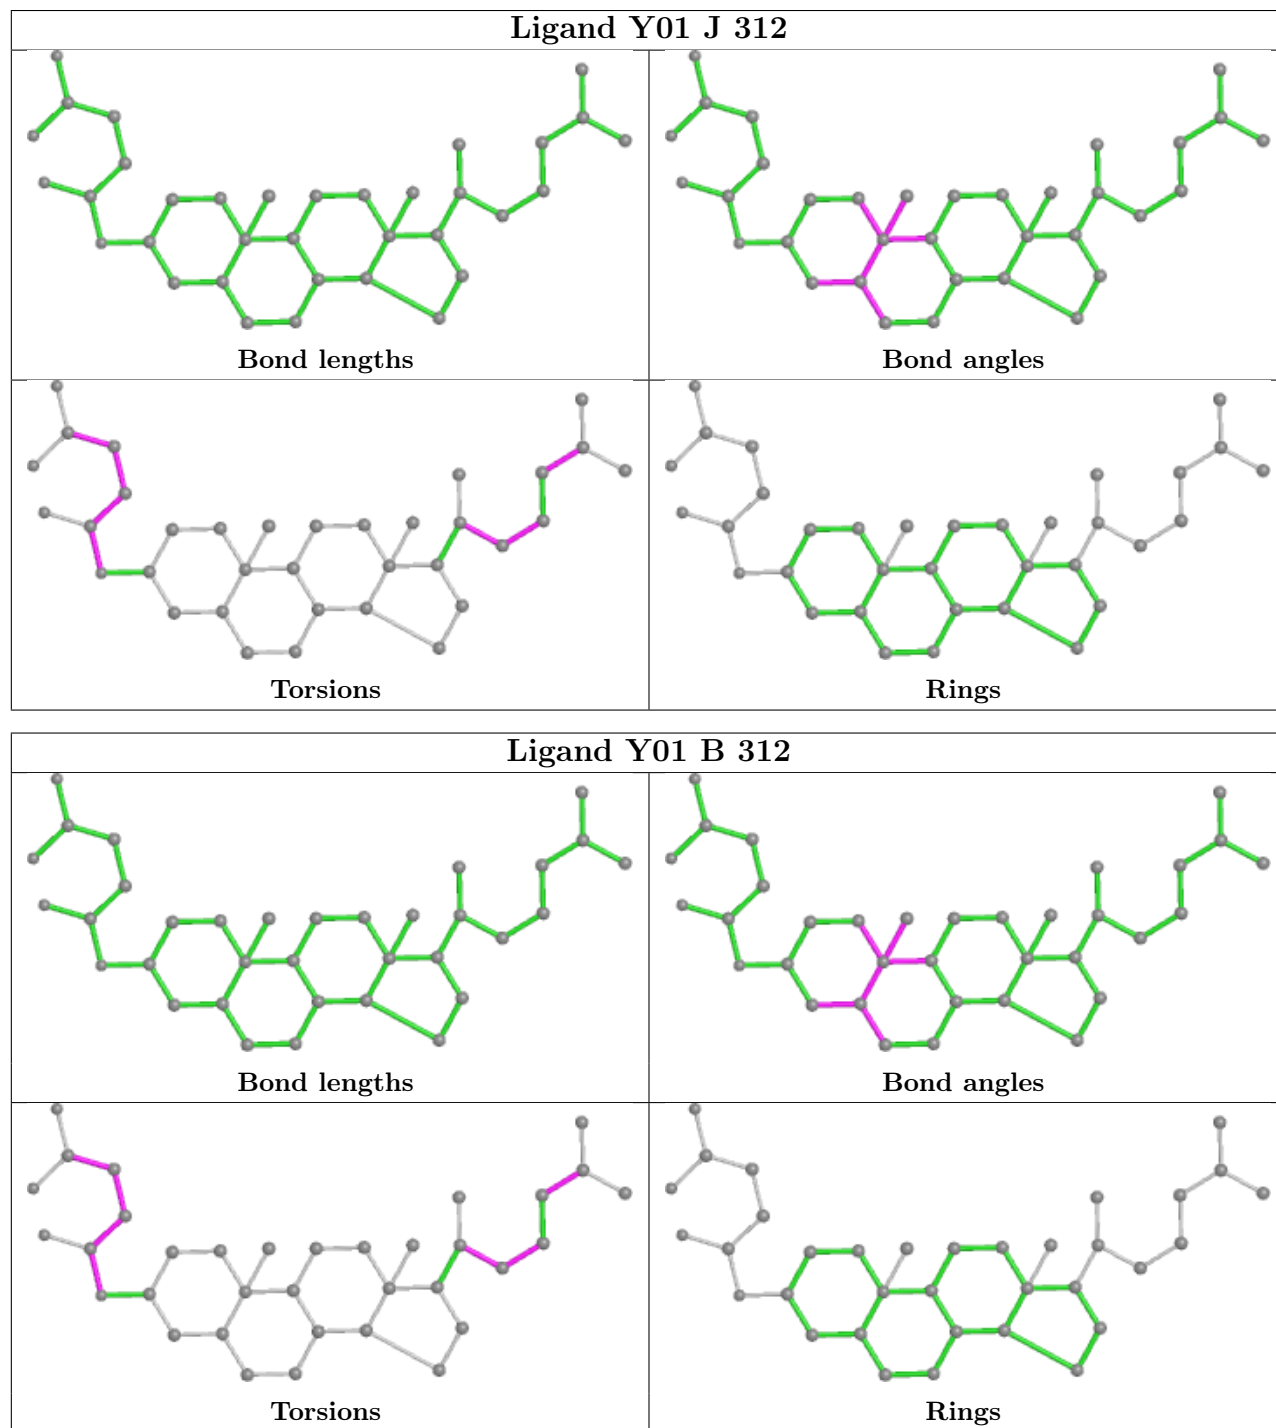 Ligand Y01 J 312
Bond lengths
Bond angles
Torsions
Rings
Ligand Y01 B 312
Bond lengths
Bond angles
Torsions
Rings